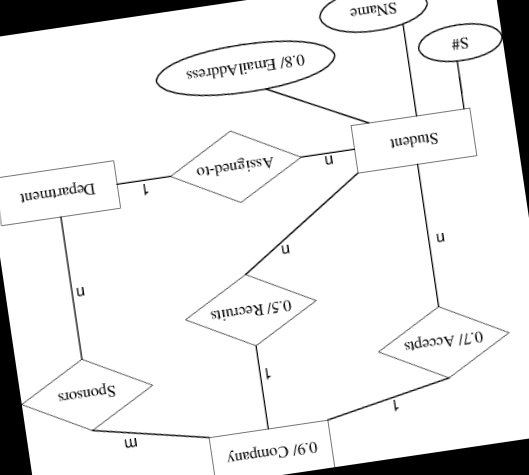 0.9/ Company
m
1
1
Sponsors
0.5/ Recruits
0.7/ Accepts
n
n
n
Department
1
Assigned-to
n
Student
0.8/ EmailAddress
S#
SName